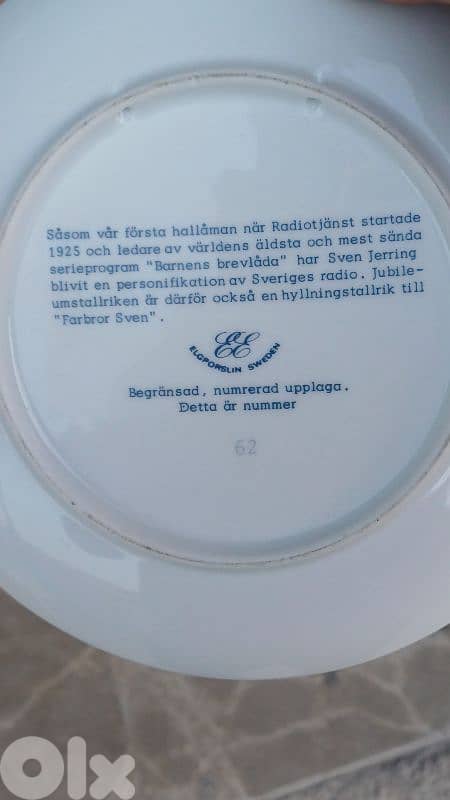 Såsom vår första hallåman när Radiotjänst startade
1925 och ledare av världens äldsta och mest sända
serieprogram "Barnens brevlåda" har Sven Jerring
blivit en personifikation av Sveriges radio. Jubile-
umstallriken är därför också en hyllningstallrik till
"Farbror Sven".
EE
ELGPORSLIN SWEDEN
Begränsad, numrerad upplaga.
Detta är nummer
62
Olx